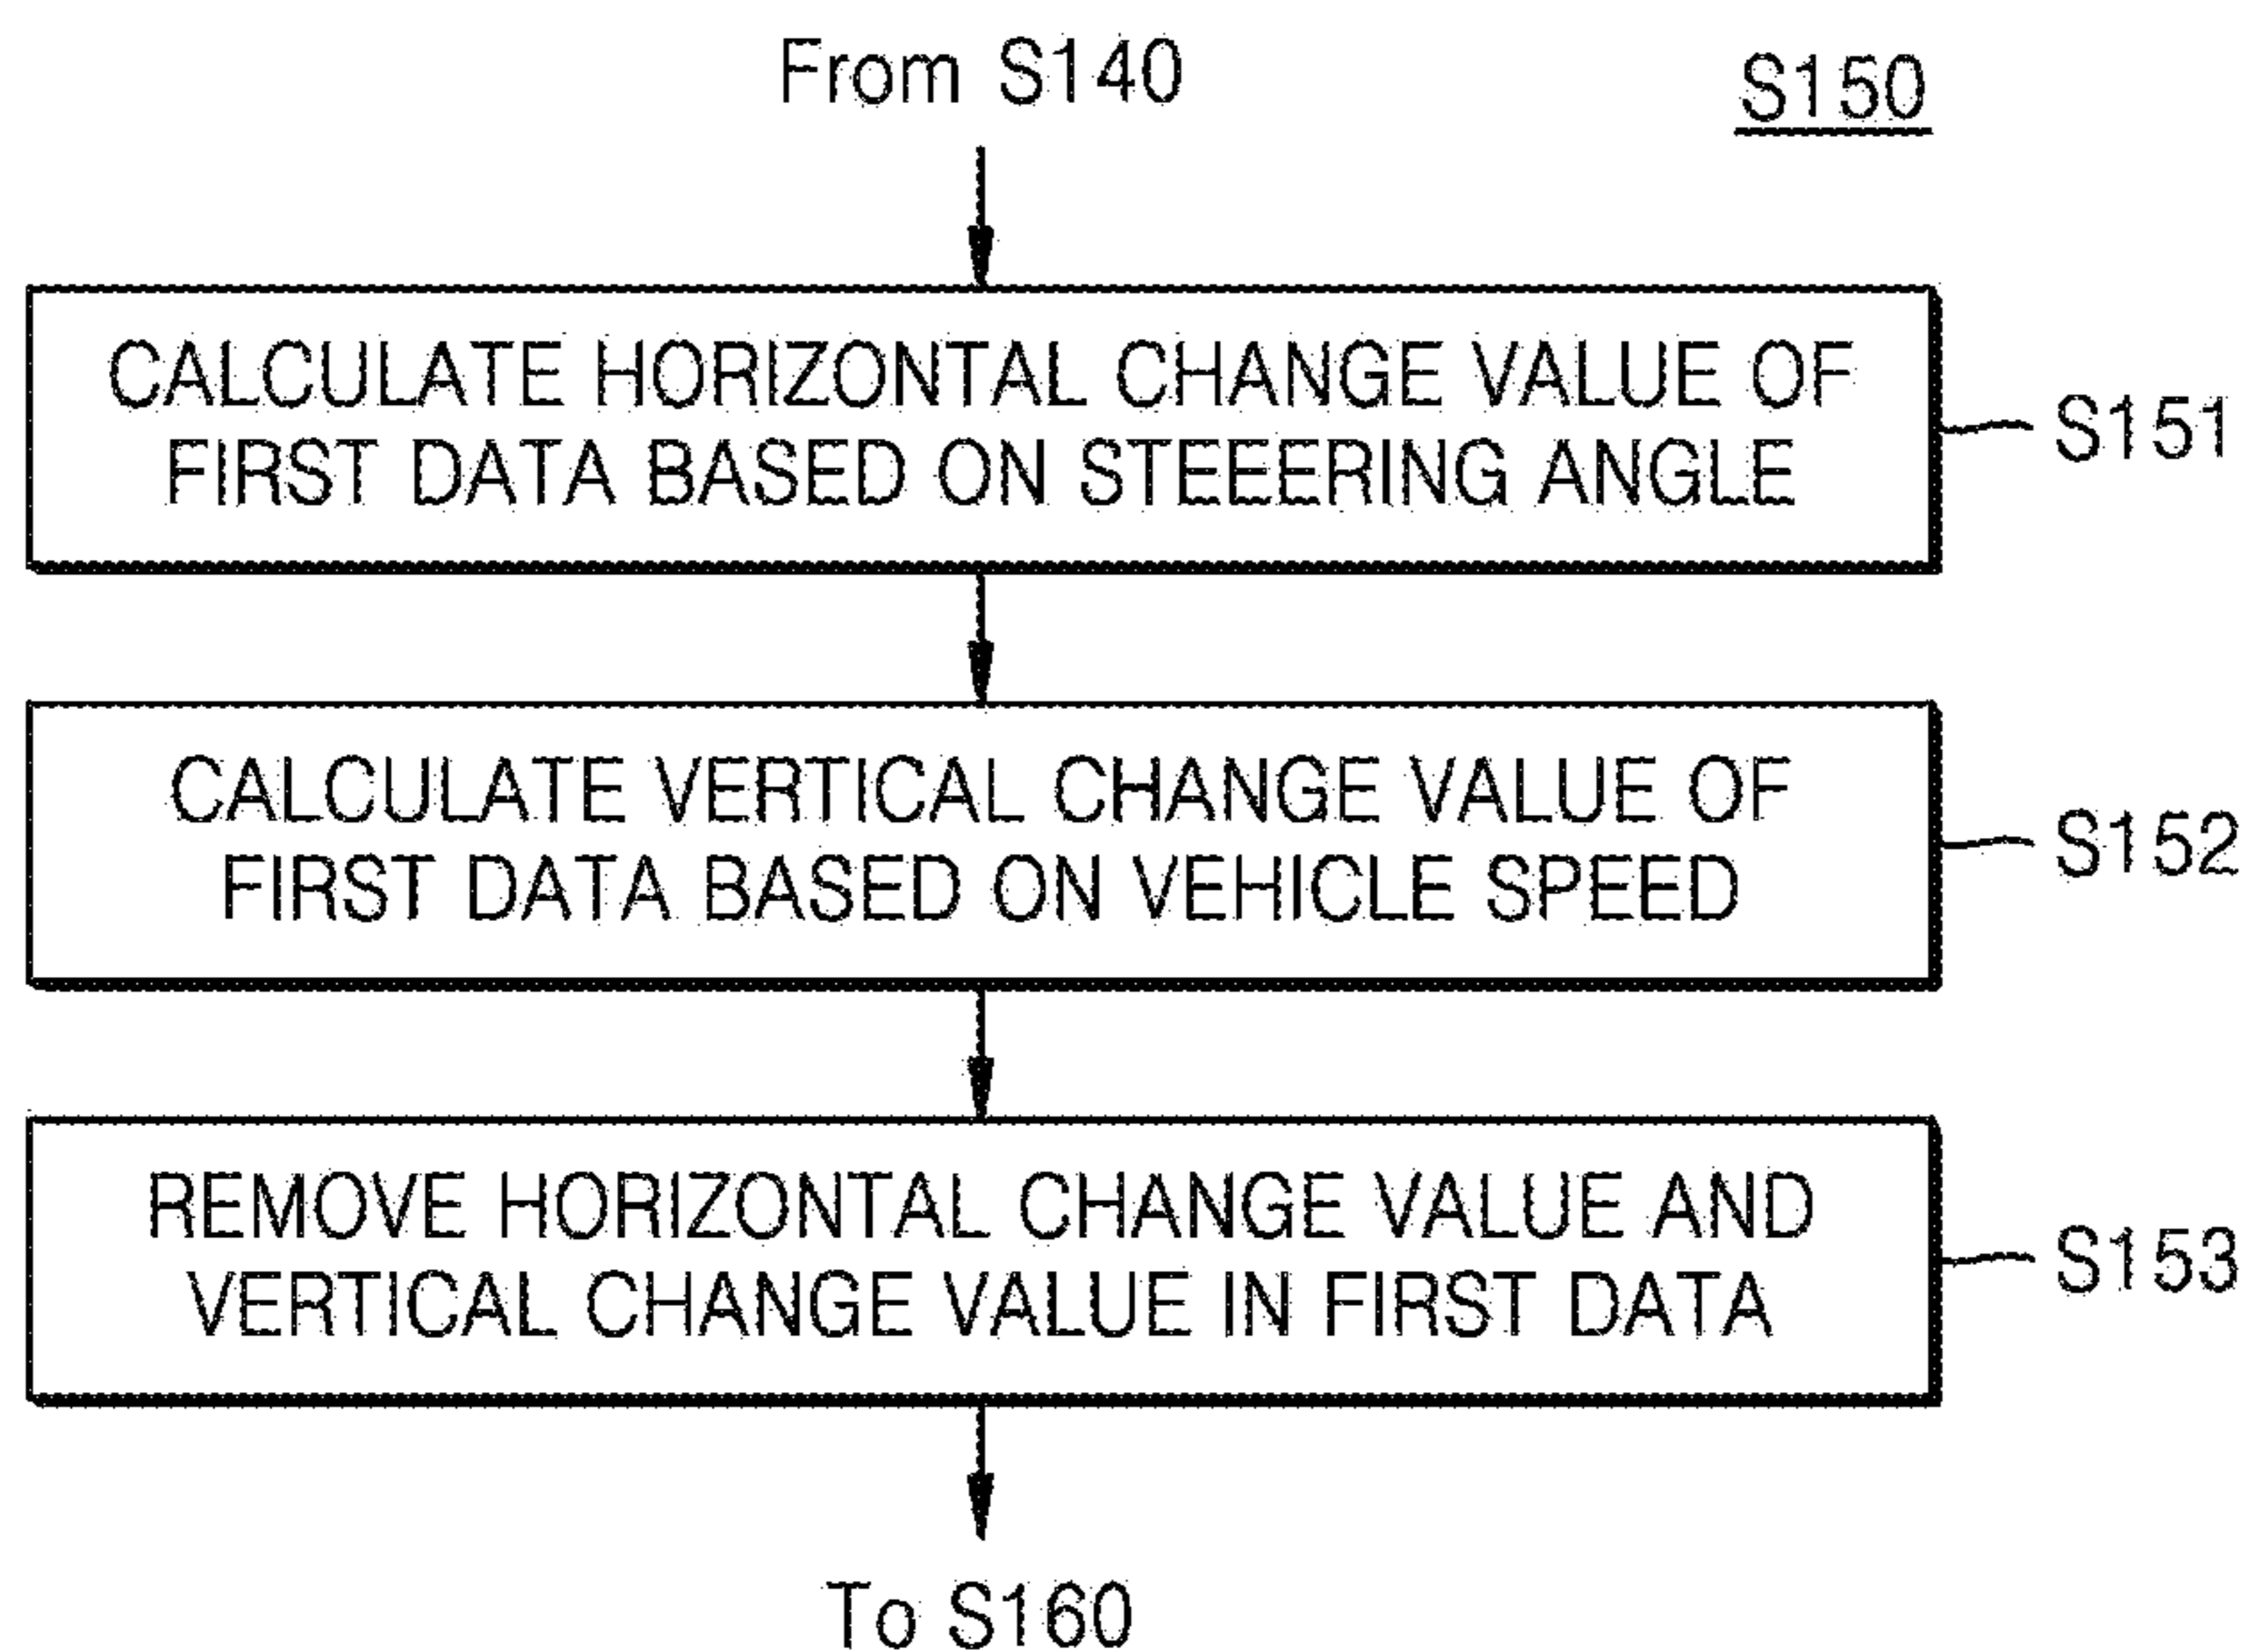 From S140
S150
CALCULATE HORIZONTAL CHANGE VALUE OF
FIRST DATA BASED ON STEEERING ANGLE
S151
CALCULATE VERTICAL CHANGE VALUE OF
FIRST DATA BASED ON VEHICLE SPEED
S152
REMOVE HORIZONTAL CHANGE VALUE AND
VERTICAL CHANGE VALUE IN FIRST DATA
S153
To S160